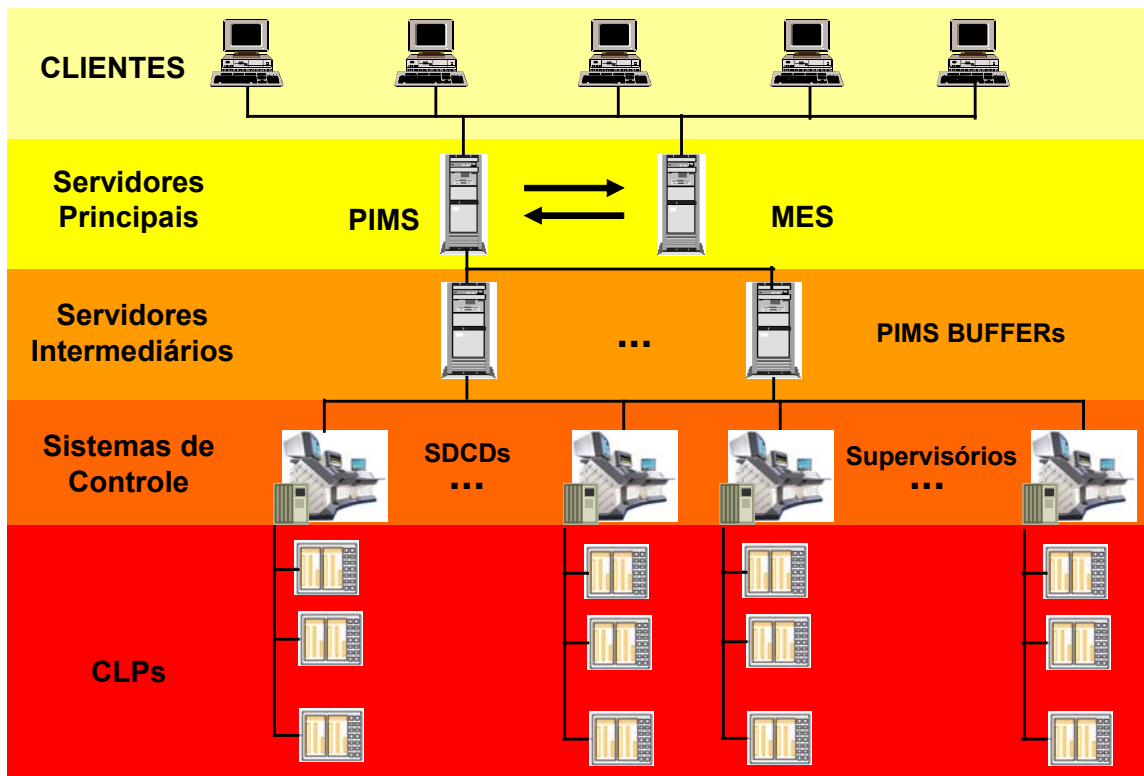 CLIENTES
Servidores
Principais
PIMS
MES
Servidores
Intermediários
...
PIMS BUFFERs
Sistemas de
Controle
SDCDs
...
Supervisórios
...
CLPs